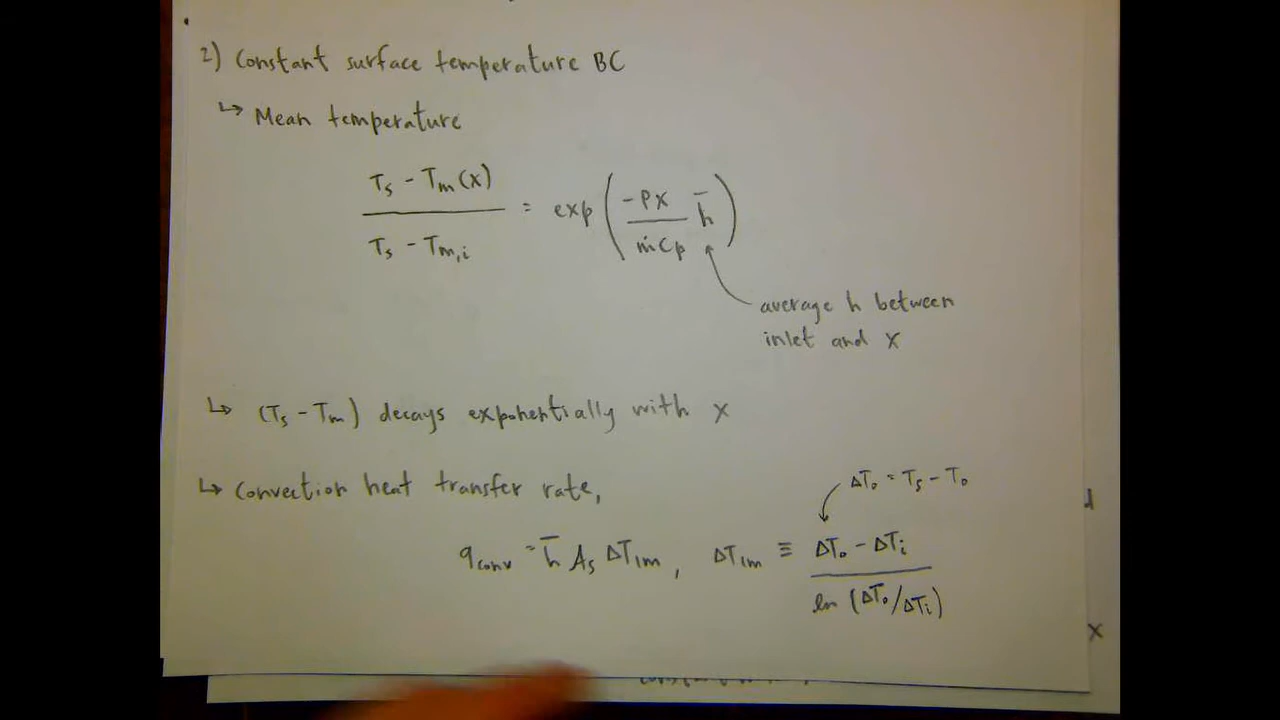 2) Constant surface temperature BC
↳ Mean temperature
Ts - Tm(x) / Ts - Tm,i = exp( -Px / ṁCp h̄ )
average h between
inlet and x
↳ (Ts - Tm) decays exponentially with x
↳ Convection heat transfer rate,
ΔTo = Ts - To
qconv = h̄ As ΔTlm, ΔTlm ≡ ΔTo - ΔTi / ln (ΔTo/ΔTi)
x